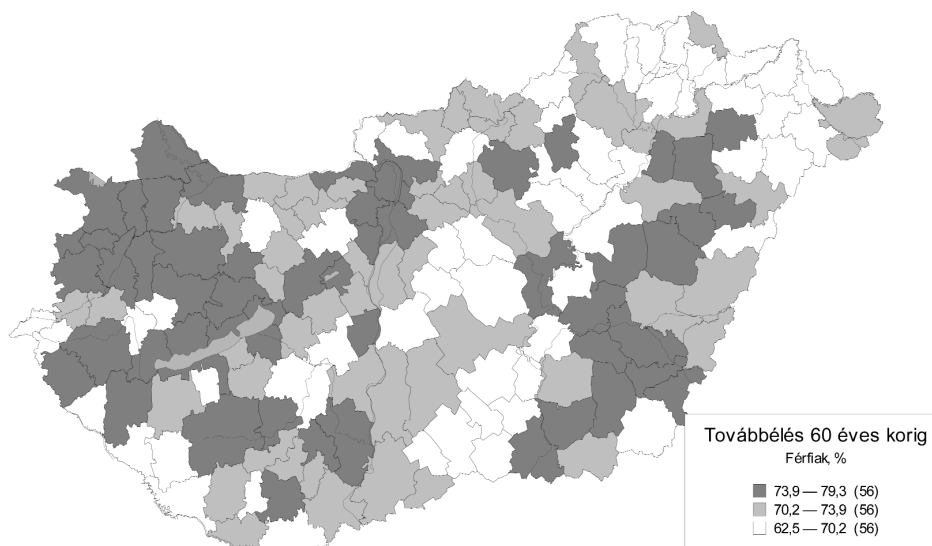 Továbbélés 60 éves korig
Férfiak, %
73,9 — 79,3 (56)
70,2 — 73,9 (56)
62,5 — 70,2 (56)